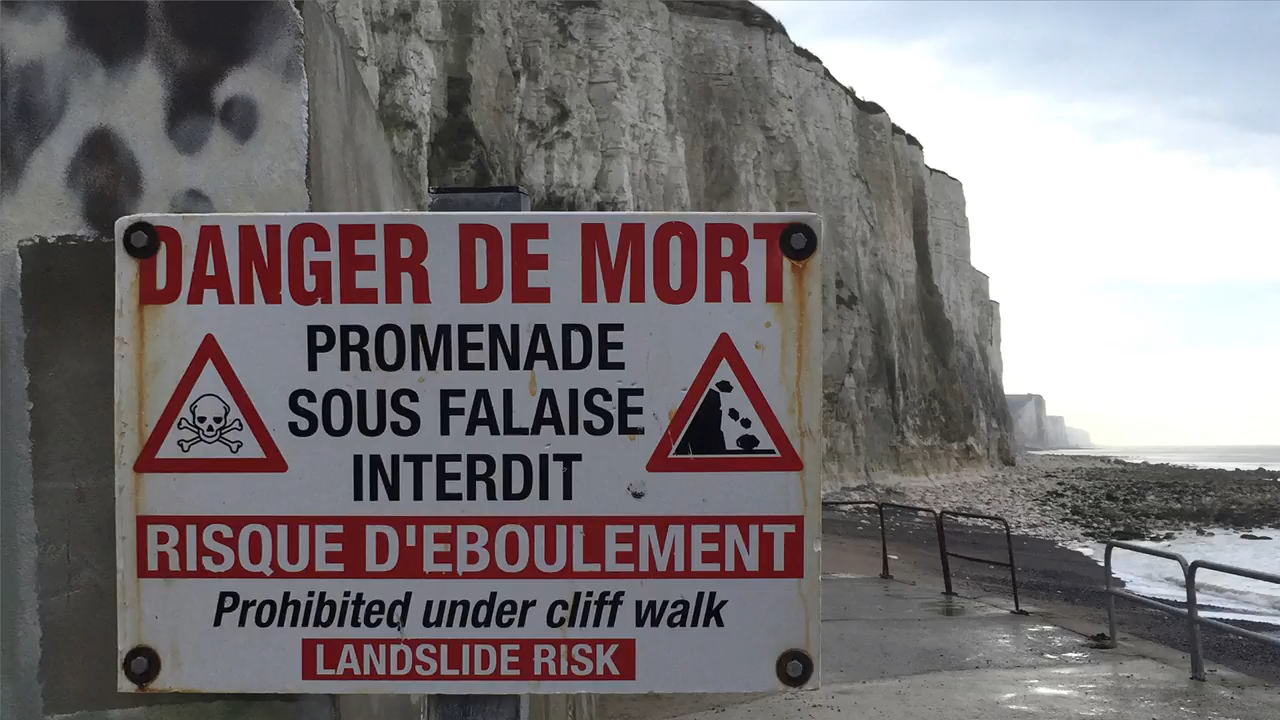 DANGER DE MORT
PROMENADE
SOUS FALAISE
INTERDIT
RISQUE D'EBOULEMENT
Prohibited under cliff walk
LANDSLIDE RISK